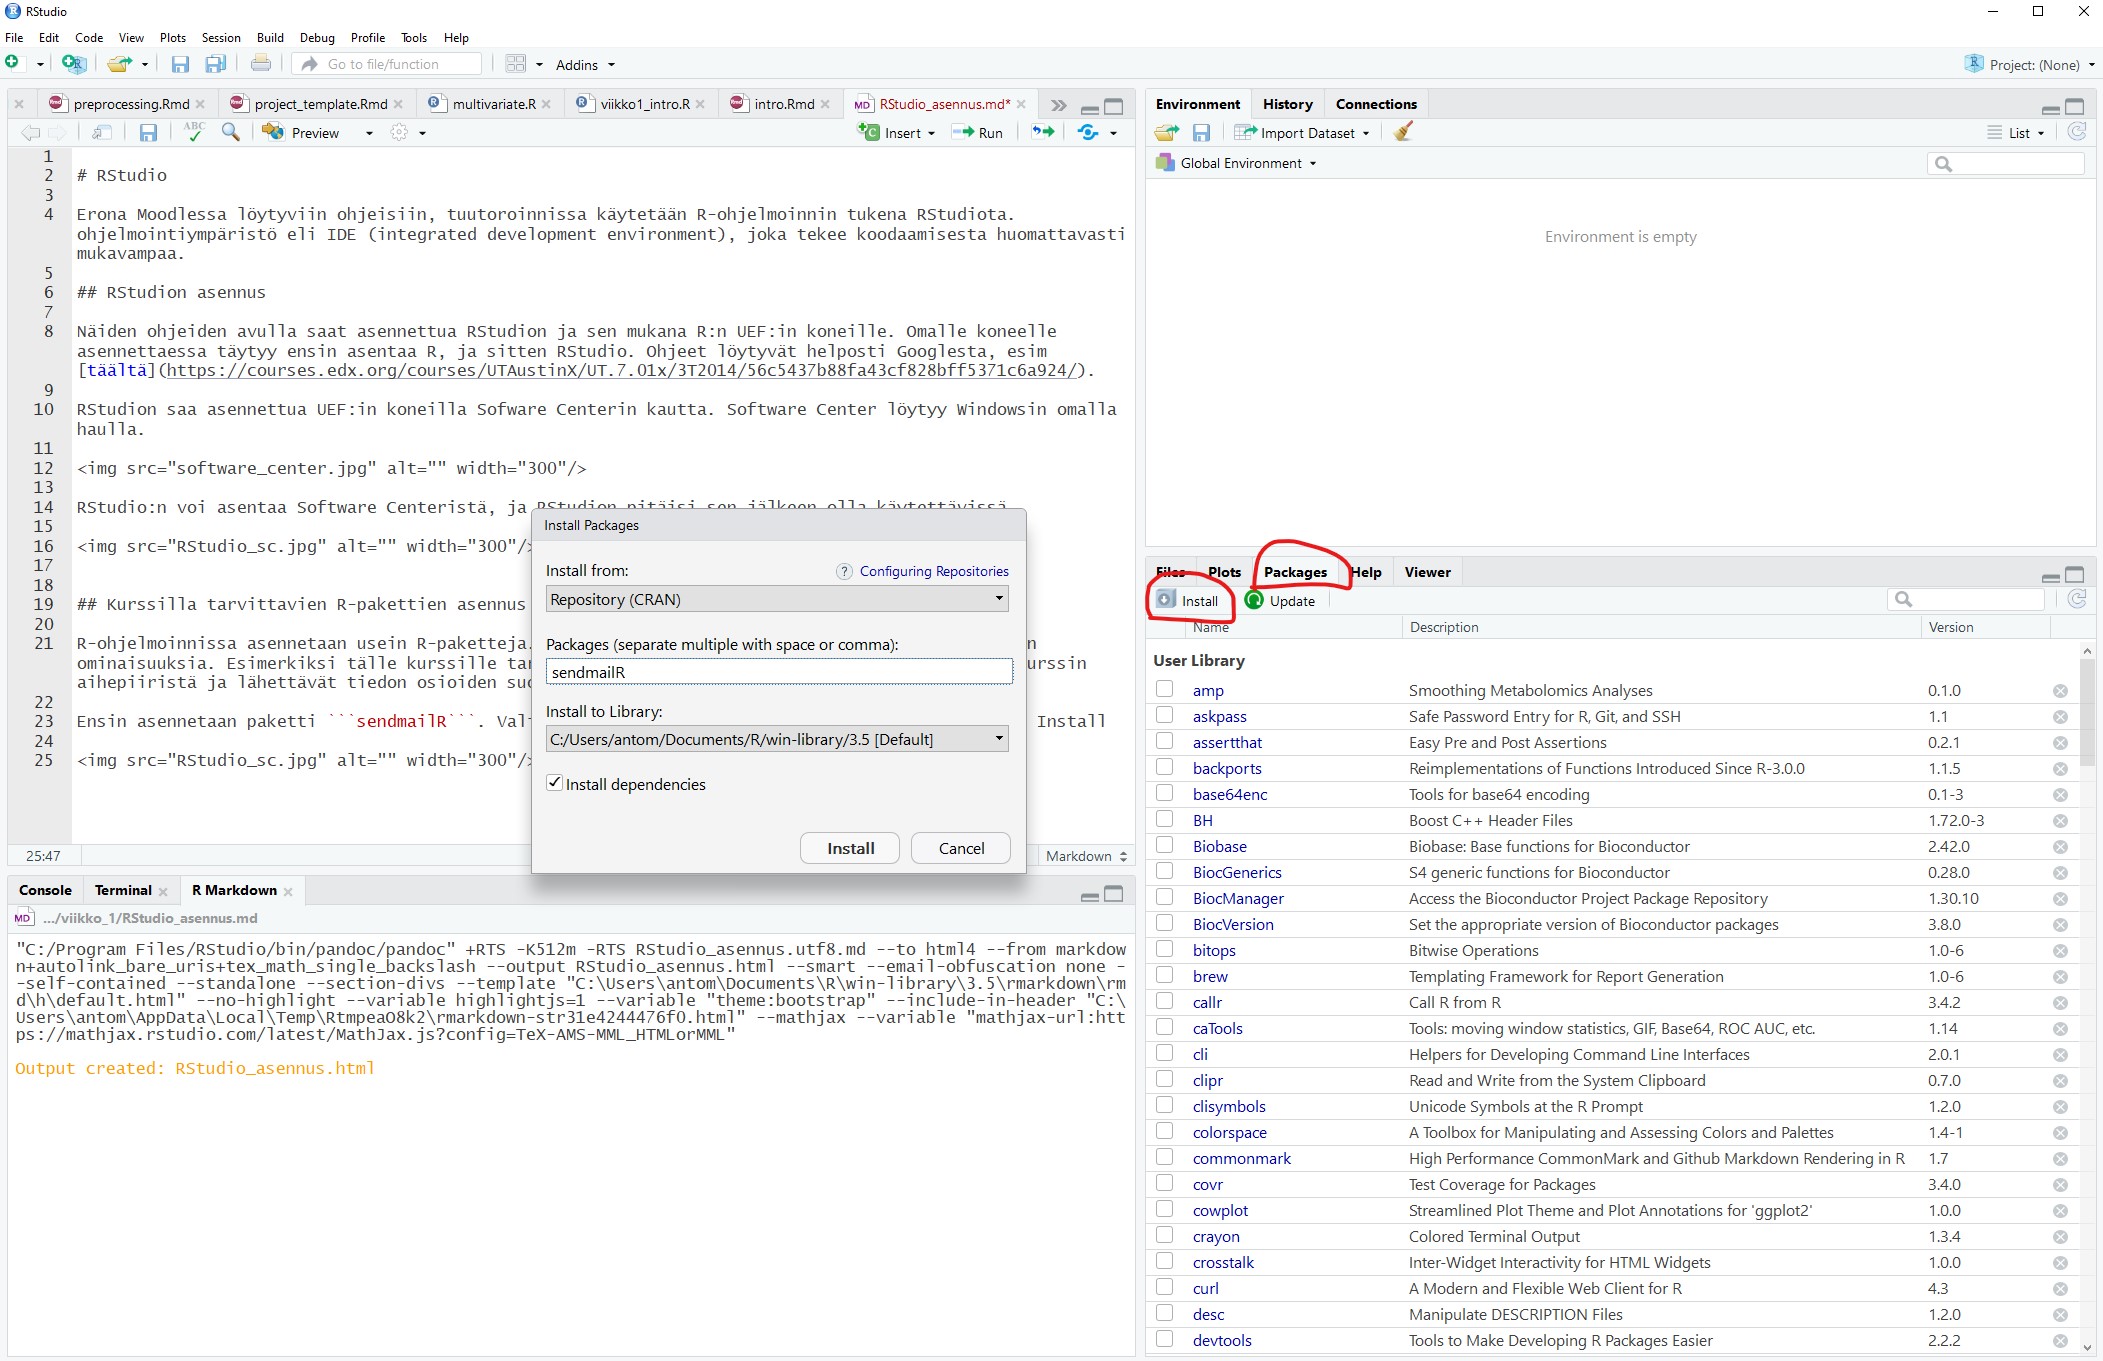 RStudio
File Edit Code View Plots Session Build Debug Profile Tools Help
Go to file/function
Addins
Project: (None)
preprocessing.Rmd
project_template.Rmd
multivariate.R
viikko1_intro.R
intro.Rmd
RStudio_asennus.md*
ABC
Preview
Insert
Run
1
2 # RStudio
3
4 Erona Moodlessa löytyviin ohjeisiin, tuutoroinnissa käytetään R-ohjelmoinnin tukena RStudiota.
ohjelmointiympäristö eli IDE (integrated development environment), joka tekee koodaamisesta huomattavasti
mukavampaa.
5
6 ## RStudion asennus
7
8 Näiden ohjeiden avulla saat asennettua RStudion ja sen mukana R:n UEF:in koneille. Omalle koneelle
asennettaessa täytyy ensin asentaa R, ja sitten RStudio. Ohjeet löytyvät helposti Googlesta, esim
[täältä](https://courses.edx.org/courses/UTAustinX/UT.7.01x/3T2014/56c5437b88fa43cf828bff5371c6a924/).
9
10 RStudion saa asennettua UEF:in koneilla Sofware Centerin kautta. Software Center löytyy Windowsin omalla
haulla.
11
12 <img src="software_center.jpg" alt="" width="300"/>
13
14 RStudio:n voi asentaa Software Centeristä, ja RStudion pitäisi sen jälkeen olla käytettävissä
15
16 <img src="RStudio_sc.jpg" alt="" width="300"/>
17
18
19 ## Kurssilla tarvittavien R-pakettien asennus
20
21 R-ohjelmoinnissa asennetaan usein R-paketteja.
ominaisuuksia. Esimerkiksi tälle kurssille
aihepiiristä ja lähettävät tiedon osioiden
22
23 Ensin asennetaan paketti ```sendmailR```. Install
24
25 <img src="RStudio_sc.jpg" alt="" width="300"/
25:47
Markdown
Install Packages
Install from:
? Configuring Repositories
Repository (CRAN)
Packages (separate multiple with space or comma):
sendmailR
Install to Library:
C:/Users/antom/Documents/R/win-library/3.5 [Default]
Install dependencies
Install Cancel
Console Terminal R Markdown
MD .../viikko_1/RStudio_asennus.md
"C:/Program Files/RStudio/bin/pandoc/pandoc" +RTS -K512m -RTS RStudio_asennus.utf8.md --to html4 --from markdow
n+autolink_bare_uris+tex_math_single_backslash --output RStudio_asennus.html --smart --email-obfuscation none -
-self-contained --standalone --section-divs --template "C:\Users\antom\Documents\R\win-library\3.5\rmarkdown\rm
d\h\default.html" --no-highlight --variable highlightjs=1 --variable "theme:bootstrap" --include-in-header "C:\
Users\antom\AppData\Local\Temp\RtmpeaO8k2\rmarkdown-str31e4244476f0.html" --mathjax --variable "mathjax-url:htt
ps://mathjax.rstudio.com/latest/MathJax.js?config=TeX-AMS-MML_HTMLorMML"
Output created: RStudio_asennus.html
Environment History Connections
Import Dataset
List
Global Environment
Environment is empty
Files Plots Packages Help Viewer
Install Update
Name Description Version
User Library
amp Smoothing Metabolomics Analyses 0.1.0
askpass Safe Password Entry for R, Git, and SSH 1.1
assertthat Easy Pre and Post Assertions 0.2.1
backports Reimplementations of Functions Introduced Since R-3.0.0 1.1.5
base64enc Tools for base64 encoding 0.1-3
BH Boost C++ Header Files 1.72.0-3
Biobase Biobase: Base functions for Bioconductor 2.42.0
BiocGenerics S4 generic functions for Bioconductor 0.28.0
BiocManager Access the Bioconductor Project Package Repository 1.30.10
BiocVersion Set the appropriate version of Bioconductor packages 3.8.0
bitops Bitwise Operations 1.0-6
brew Templating Framework for Report Generation 1.0-6
callr Call R from R 3.4.2
caTools Tools: moving window statistics, GIF, Base64, ROC AUC, etc. 1.14
cli Helpers for Developing Command Line Interfaces 2.0.1
clipr Read and Write from the System Clipboard 0.7.0
clisymbols Unicode Symbols at the R Prompt 1.2.0
colorspace A Toolbox for Manipulating and Assessing Colors and Palettes 1.4-1
commonmark High Performance CommonMark and Github Markdown Rendering in R 1.7
covr Test Coverage for Packages 3.4.0
cowplot Streamlined Plot Theme and Plot Annotations for 'ggplot2' 1.0.0
crayon Colored Terminal Output 1.3.4
crosstalk Inter-Widget Interactivity for HTML Widgets 1.0.0
curl A Modern and Flexible Web Client for R 4.3
desc Manipulate DESCRIPTION Files 1.2.0
devtools Tools to Make Developing R Packages Easier 2.2.2